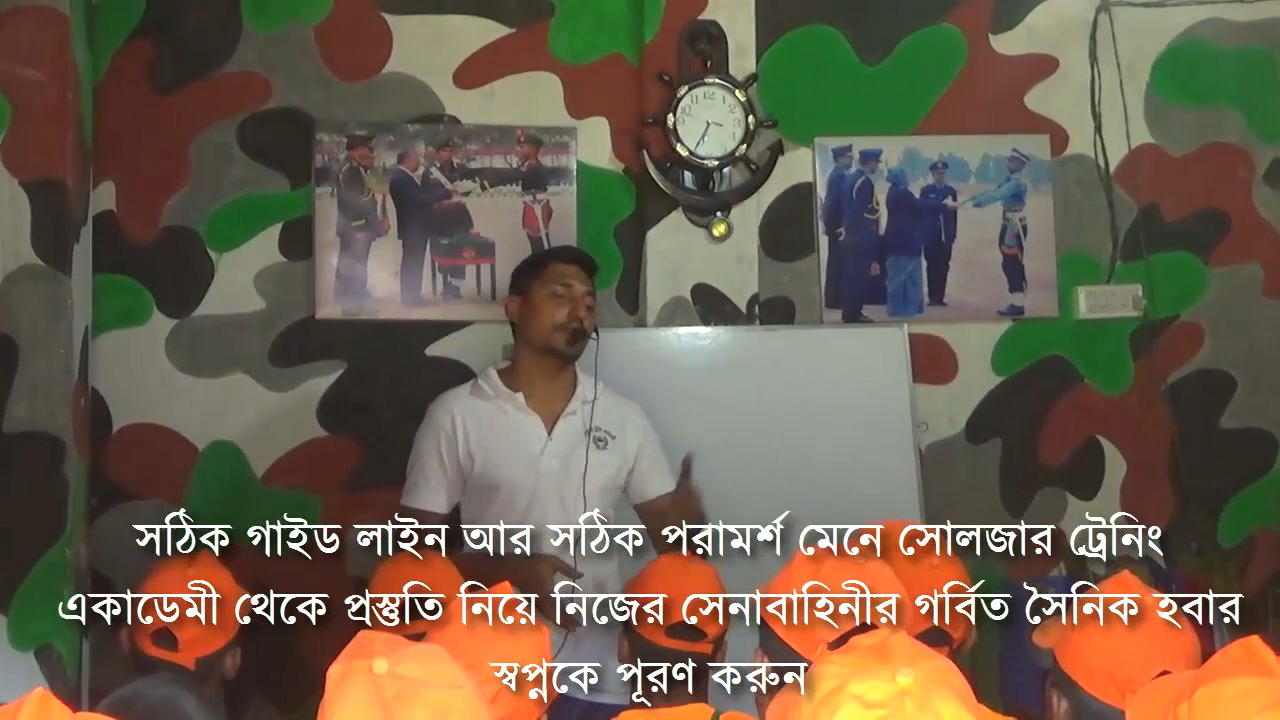 সঠিক গাইড লাইন আর সঠিক পরামর্শ মেনে সোলজার ট্রেনিং
একাডেমী থেকে প্রস্তুতি নিয়ে নিজের সেনাবাহিনীর গর্বিত সৈনিক হবার
স্বপ্নকে পূরণ করুন